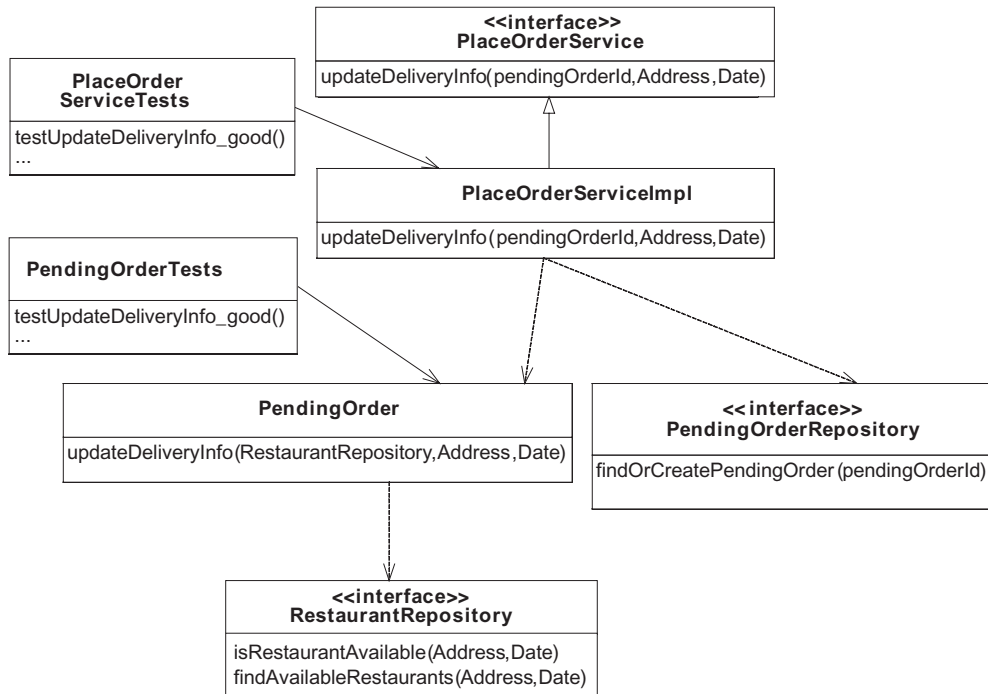 <<interface>>
PlaceOrderService
updateDeliveryInfo(pendingOrderId,Address,Date)
PlaceOrder
ServiceTests
testUpdateDeliveryInfo_good()
...
PlaceOrderServiceImpl
updateDeliveryInfo(pendingOrderId,Address,Date)
PendingOrderTests
testUpdateDeliveryInfo_good()
...
PendingOrder
updateDeliveryInfo(RestaurantRepository,Address,Date)
<<interface>>
PendingOrderRepository
findOrCreatePendingOrder(pendingOrderId)
<<interface>>
RestaurantRepository
isRestaurantAvailable(Address,Date)
findAvailableRestaurants(Address,Date)